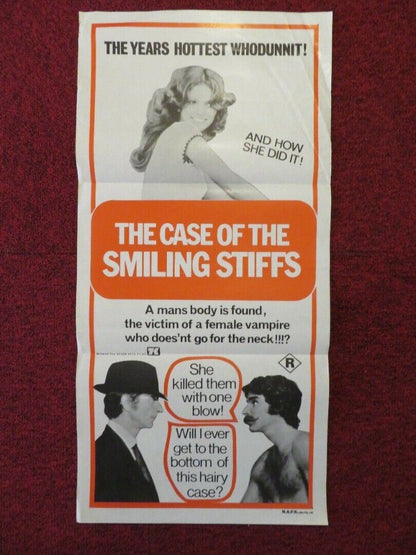 THE YEARS HOTTEST WHODUNNIT!
AND HOW
SHE DID IT!
THE CASE OF THE
SMILING STIFFS
A mans body is found,
the victim of a female vampire
who does'nt go for the neck!!!?
R
She
killed them
with one
blow!
Will I ever
get to the
bottom of
this hairy
case?
M.A.P.S.